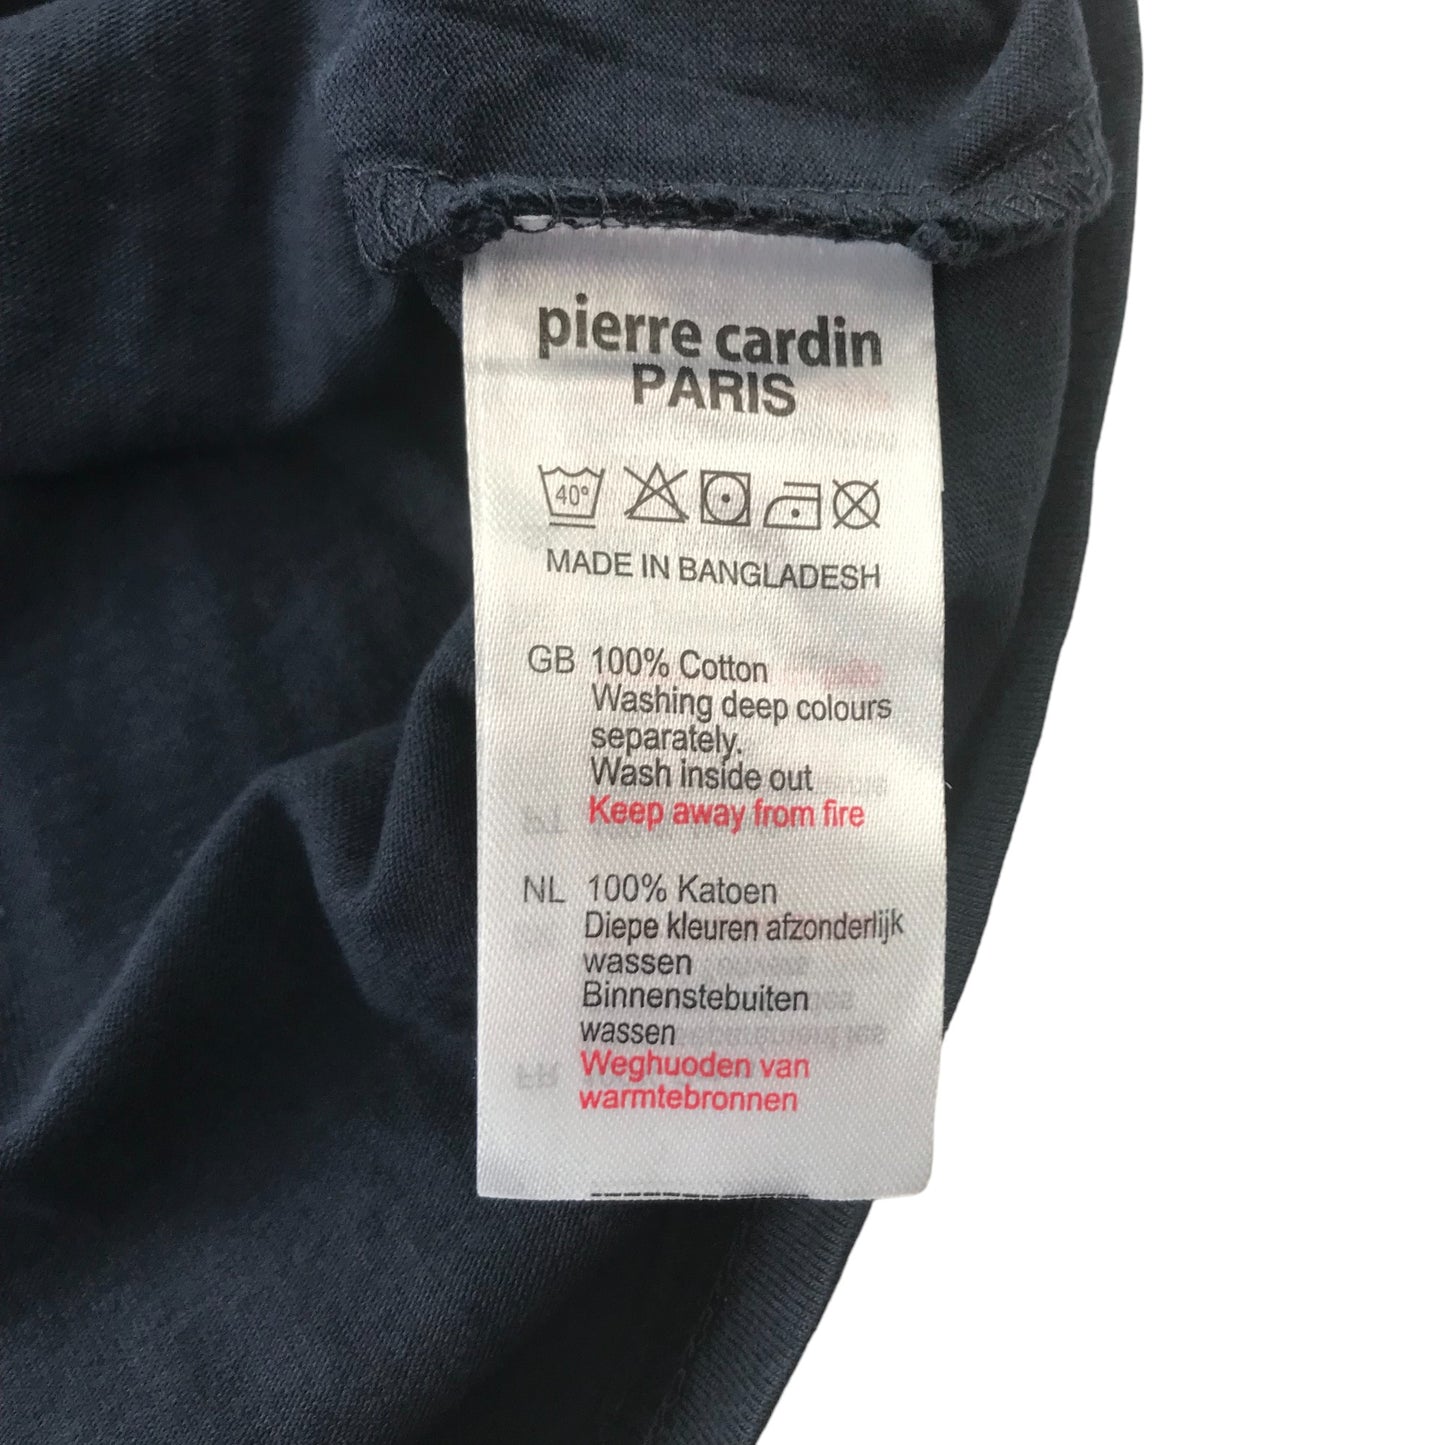 pierre cardin
PARIS
40°
MADE IN BANGLADESH
GB 100% Cotton
Washing deep colours
separately.
Wash inside out
Keep away from fire
NL 100% Katoen
Diepe kleuren afzonderlijk
wassen
Binnenstebuiten
wassen
Weghuoden van
warmtebronnen